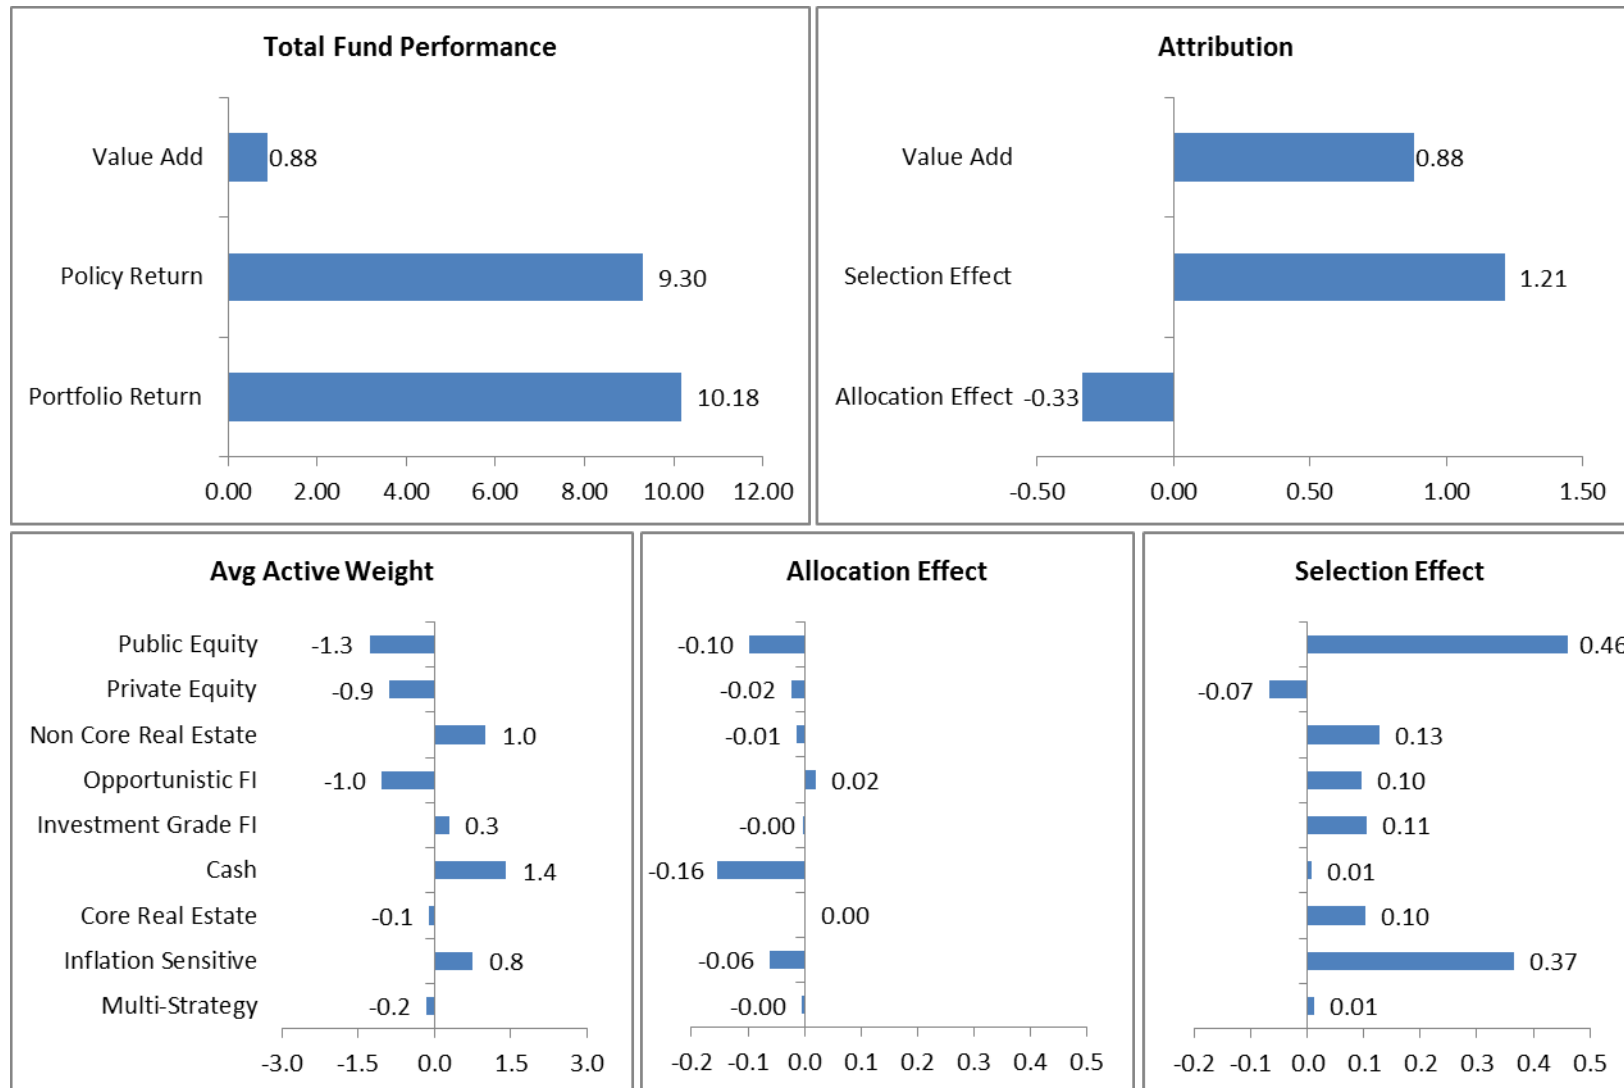 Total Fund Performance
Value Add 0.88
Policy Return 9.30
Portfolio Return 10.18
0.00 2.00 4.00 6.00 8.00 10.00 12.00
Attribution
Value Add 0.88
Selection Effect 1.21
Allocation Effect -0.33
-0.50 0.00 0.50 1.00 1.50
Avg Active Weight
Public Equity -1.3
Private Equity -0.9
Non Core Real Estate 1.0
Opportunistic FI -1.0
Investment Grade FI 0.3
Cash 1.4
Core Real Estate -0.1
Inflation Sensitive 0.8
Multi-Strategy -0.2
-3.0 -1.5 0.0 1.5 3.0
Allocation Effect
-0.10
-0.02
-0.01
0.02
-0.00
-0.16
0.00
-0.06
-0.00
-0.2 -0.1 0.0 0.1 0.2 0.3 0.4 0.5
Selection Effect
0.46
-0.07
0.13
0.10
0.11
0.01
0.10
0.37
0.01
-0.2 -0.1 0.0 0.1 0.2 0.3 0.4 0.5